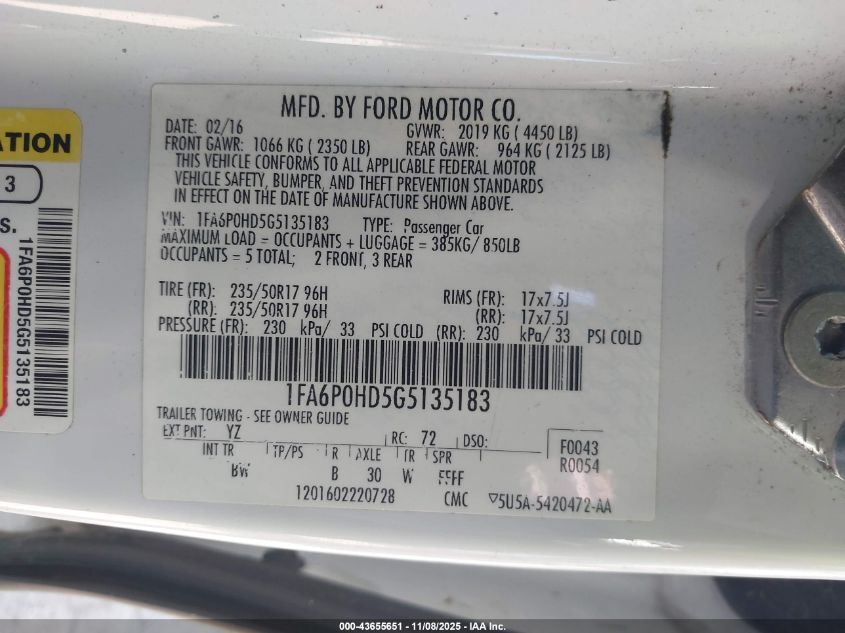 ATION
3
S.
1FA6P0HD5G5135183
MFD. BY FORD MOTOR CO.
DATE: 02/16 GVWR: 2019 KG ( 4450 LB)
FRONT GAWR: 1066 KG ( 2350 LB) REAR GAWR: 964 KG ( 2125 LB)
THIS VEHICLE CONFORMS TO ALL APPLICABLE FEDERAL MOTOR
VEHICLE SAFETY, BUMPER, AND THEFT PREVENTION STANDARDS
IN EFFECT ON THE DATE OF MANUFACTURE SHOWN ABOVE.
VIN: 1FA6P0HD5G5135183 TYPE: Passenger Car
MAXIMUM LOAD = OCCUPANTS + LUGGAGE = 385KG/ 850LB
OCCUPANTS = 5 TOTAL; 2 FRONT, 3 REAR
TIRE (FR): 235/50R17 96H RIMS (FR): 17x7.5J
(RR): 235/50R17 96H (RR): 17x7.5J
PRESSURE (FR): 230 kPa/ 33 PSI COLD (RR): 230 kPa/ 33 PSI COLD
1FA6P0HD5G5135183
TRAILER TOWING - SEE OWNER GUIDE
EXT PNT: YZ RC: 72 DSO: F0043
INT TR TP/PS R AXLE TR SPR R0054
BW B 30 W FFFF
1201602220728 CMC ▽5U5A-5420472-AA
000-43655651 - 11/08/2025 - IAA Inc.